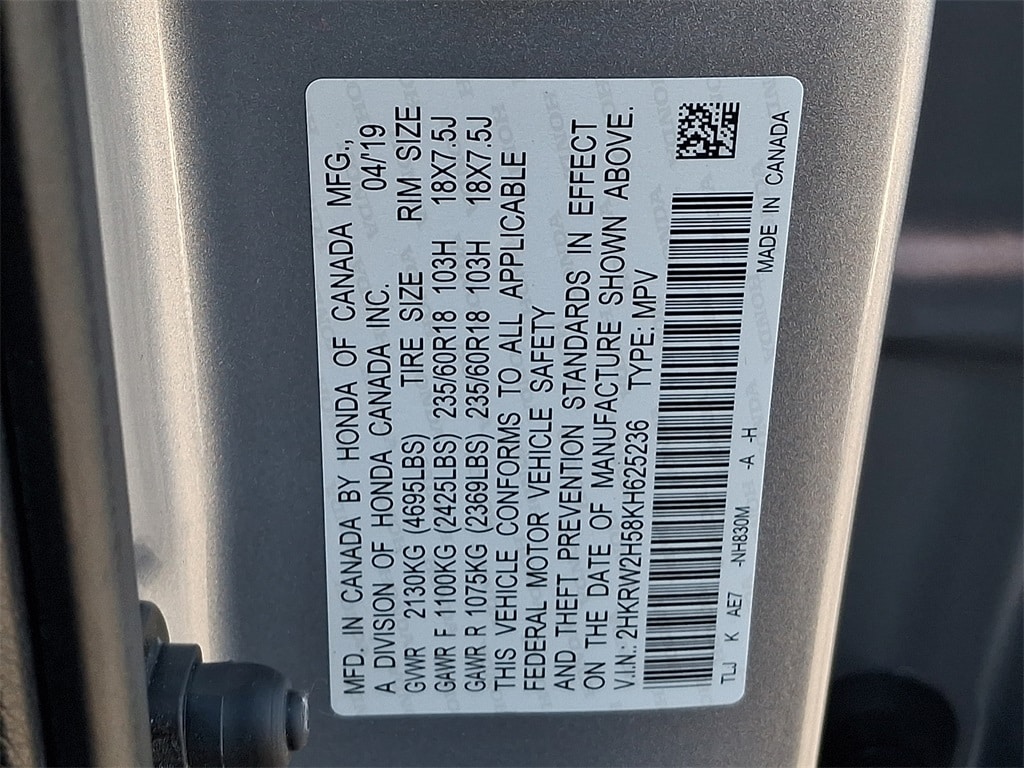 MFD. IN CANADA BY HONDA OF CANADA MFG.,
A DIVISION OF HONDA CANADA INC. 04/'19
GVWR 2130KG (4695LBS) TIRE SIZE RIM SIZE
GAWR F 1100KG (2425LBS) 235/60R18 103H 18X7.5J
GAWR R 1075KG (2369LBS) 235/60R18 103H 18X7.5J
THIS VEHICLE CONFORMS TO ALL APPLICABLE
FEDERAL MOTOR VEHICLE SAFETY
AND THEFT PREVENTION STANDARDS IN EFFECT
ON THE DATE OF MANUFACTURE SHOWN ABOVE.
V.I.N.: 2HKRW2H58KH625236 TYPE: MPV
TLJ K AE7 -NH830M -A -H MADE IN CANADA